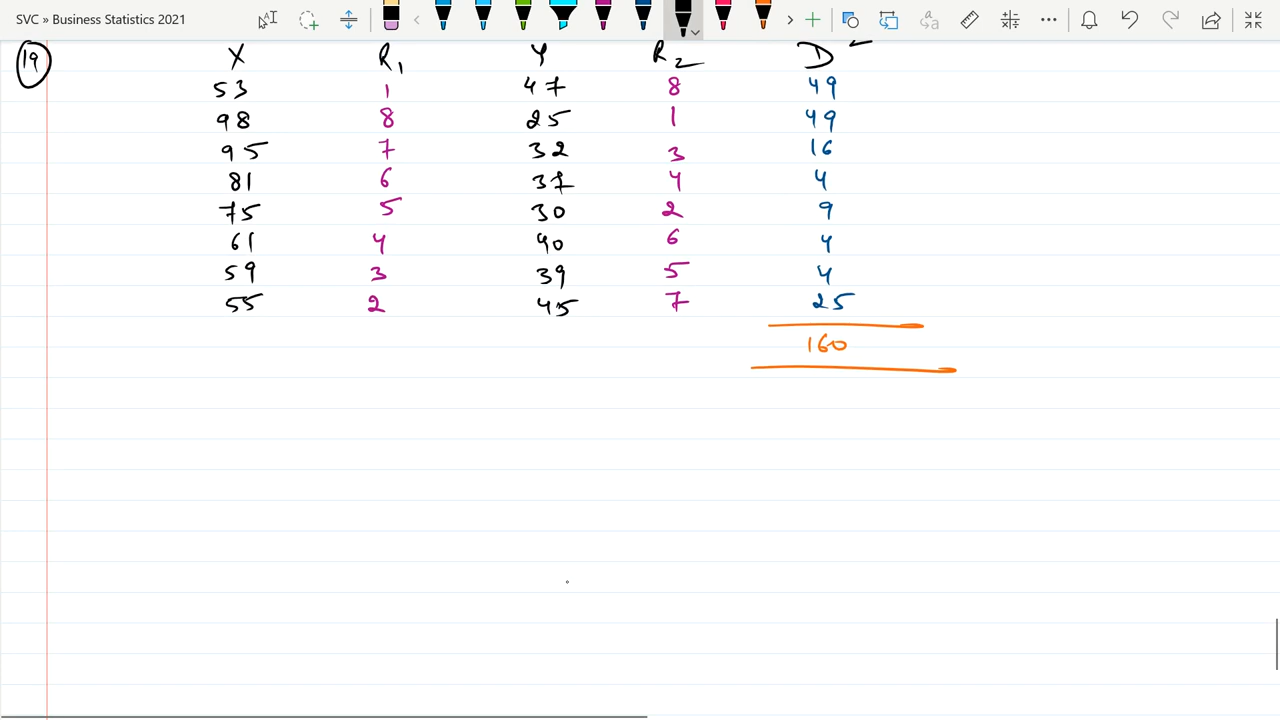 SVC » Business Statistics 2021
19 X R1 Y R2 D2
53 1 47 8 49
98 8 25 1 49
95 7 32 3 16
81 6 37 4 4
75 5 30 2 9
61 4 40 6 4
59 3 39 5 4
55 2 45 7 25
160